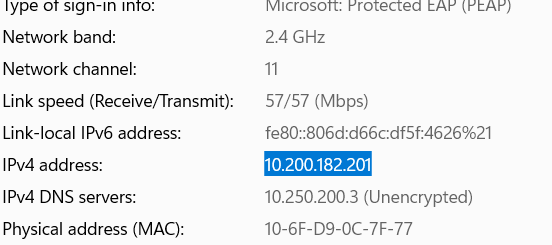 Type of sign-in info: Microsoft: Protected EAP (PEAP)
Network band: 2.4 GHz
Network channel: 11
Link speed (Receive/Transmit): 57/57 (Mbps)
Link-local IPv6 address: fe80::806d:d66c:df5f:4626%21
IPv4 address: 10.200.182.201
IPv4 DNS servers: 10.250.200.3 (Unencrypted)
Physical address (MAC): 10-6F-D9-0C-7F-77